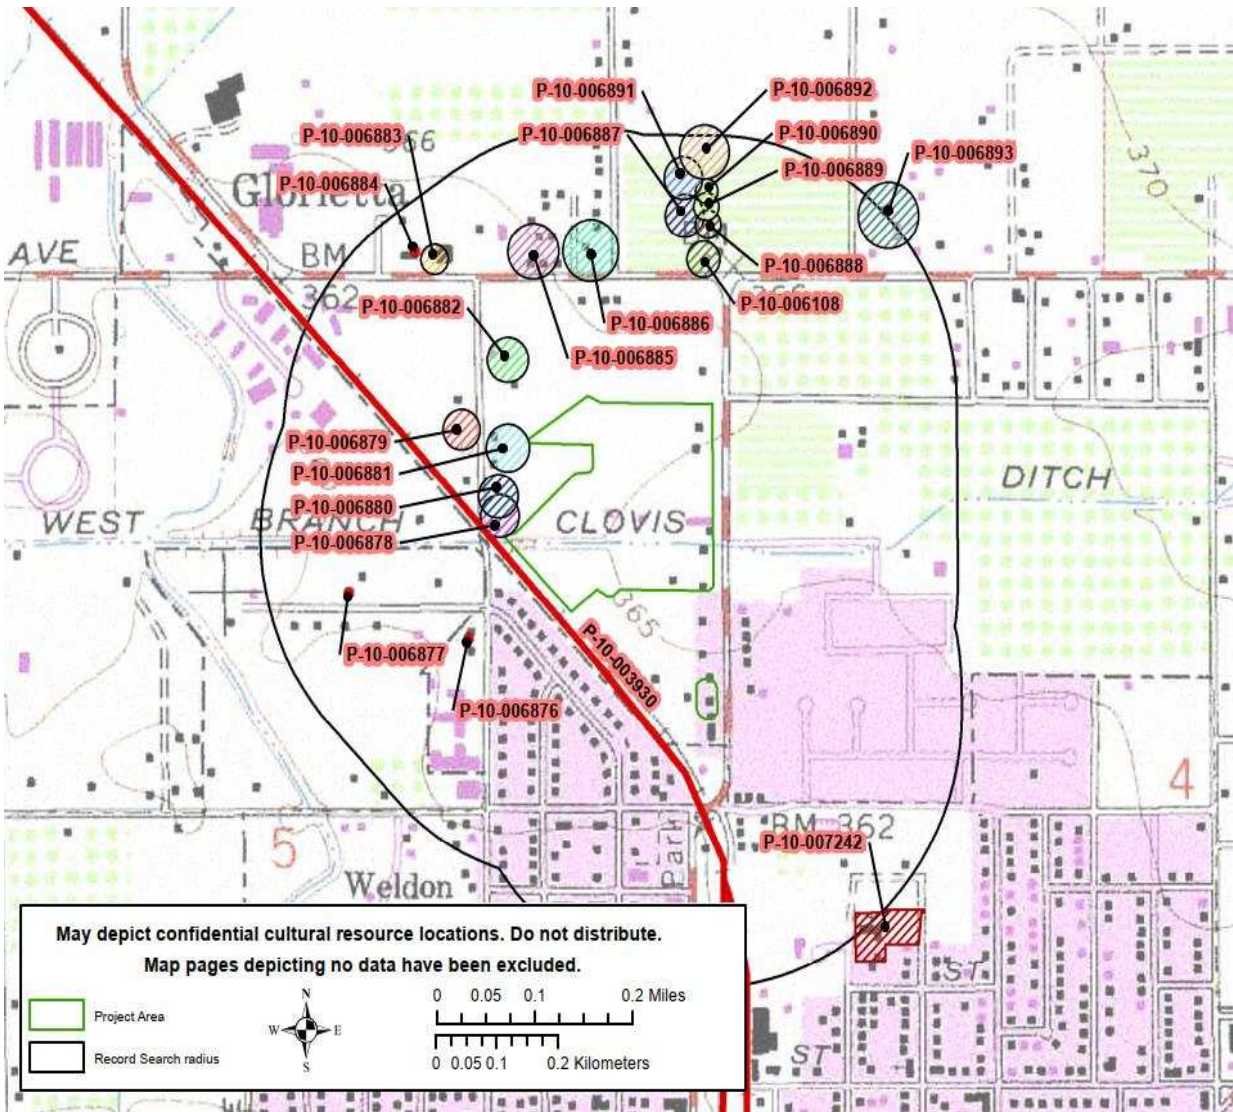 P-10-006891
P-10-006892
P-10-006883
P-10-006887
P-10-006890
366
P-10-006889
P-10-006893
370
P-10-006884
Glorietta
AVE
BM
362
P-10-006888
P-10-006882
P-10-006108
366
P-10-006886
P-10-006885
P-10-006879
P-10-006881
DITCH
P-10-006880
WEST
BRANCH
CLOVIS
P-10-006878
365
P-10-006877
P-10-003930
P-10-006876
4
5
BM 362
Park
P-10-007242
Weldon
ST
ST
May depict confidential cultural resource locations. Do not distribute.
Map pages depicting no data have been excluded.
Project Area
Record Search radius
N
W
E
S
0 0.05 0.1 0.2 Miles
0 0.05 0.1 0.2 Kilometers